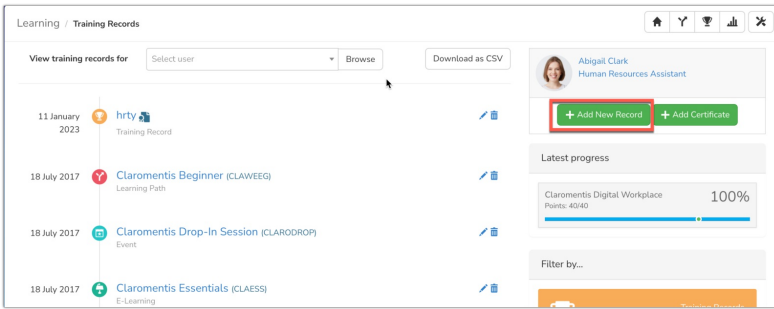 Learning / Training Records
View training records for
Select user
Browse
Download as CSV
11 January
2023
hrty
Training Record
18 July 2017
Claromentis Beginner (CLAWEEG)
Learning Path
18 July 2017
Claromentis Drop-In Session (CLARODROP)
Event
18 July 2017
Claromentis Essentials (CLAESS)
E-Learning
Abigail Clark
Human Resources Assistant
+ Add New Record
+ Add Certificate
Latest progress
Claromentis Digital Workplace
100%
Points: 40/40
Filter by...
Training Records